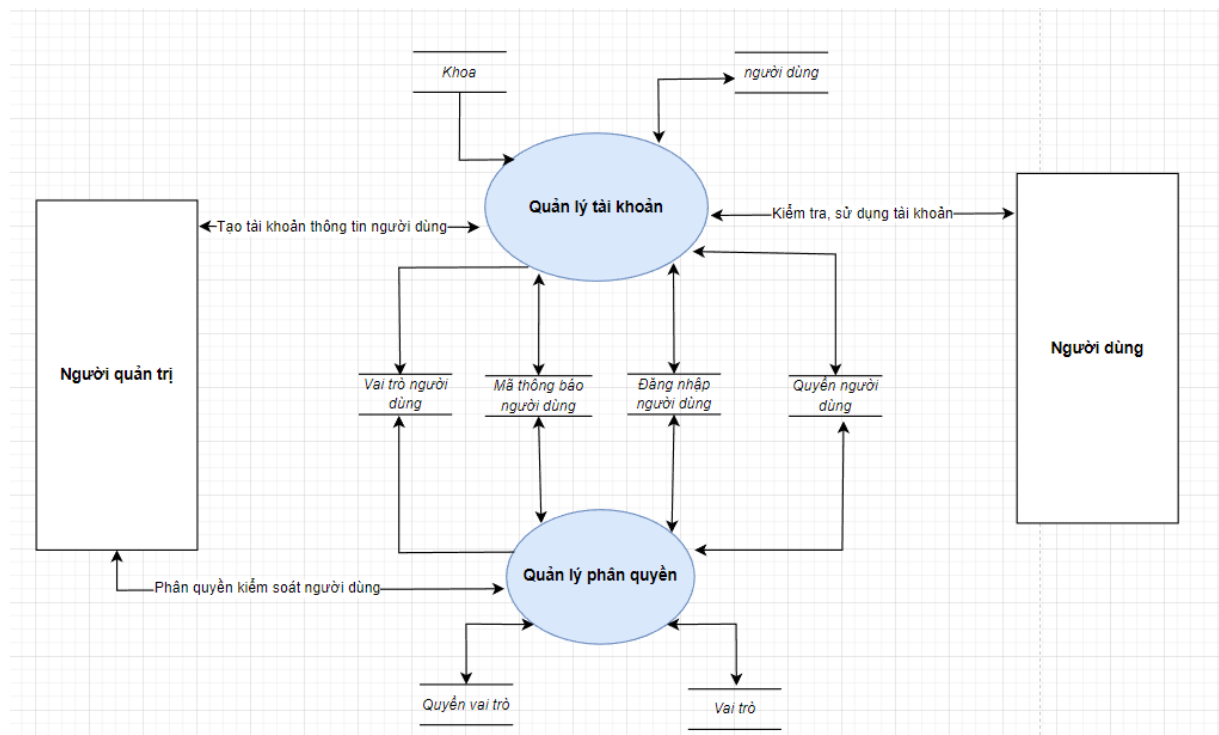 Khoa
người dùng
Quản lý tài khoản
Tạo tài khoản thông tin người dùng
Kiểm tra, sử dụng tài khoản
Người quản trị
Người dùng
Vai trò người
dùng
Mã thông báo
người dùng
Đăng nhập
người dùng
Quyền người
dùng
Quản lý phân quyền
Phân quyền kiểm soát người dùng
Quyền vai trò
Vai trò